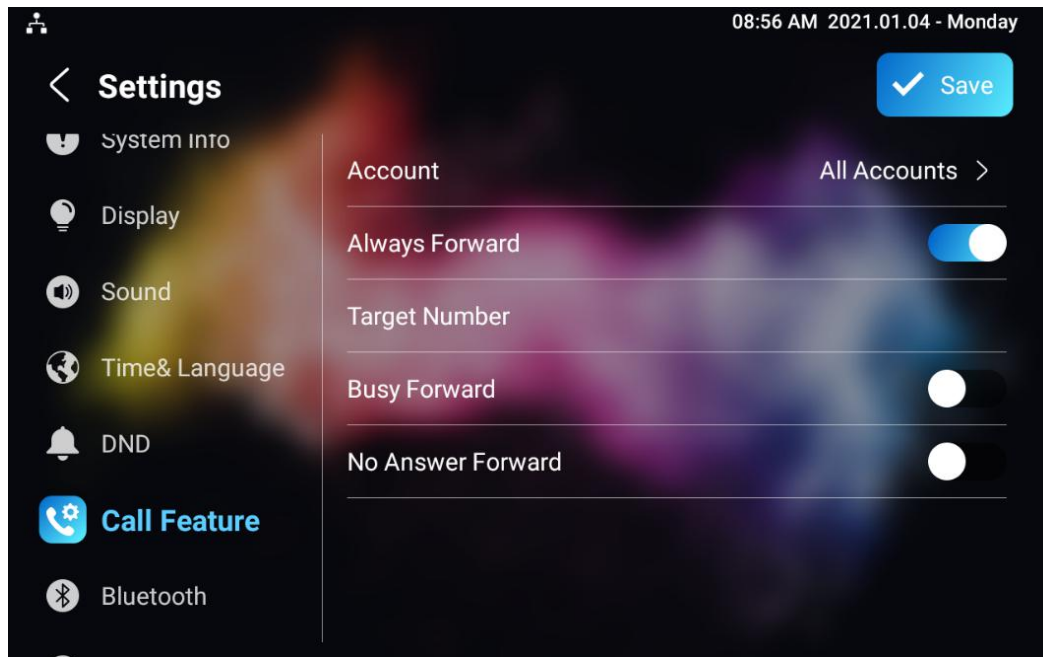 08:56 AM 2021.01.04 - Monday
Settings
Save
System Info
Display
Sound
Time& Language
DND
Call Feature
Bluetooth
Account All Accounts
Always Forward
Target Number
Busy Forward
No Answer Forward